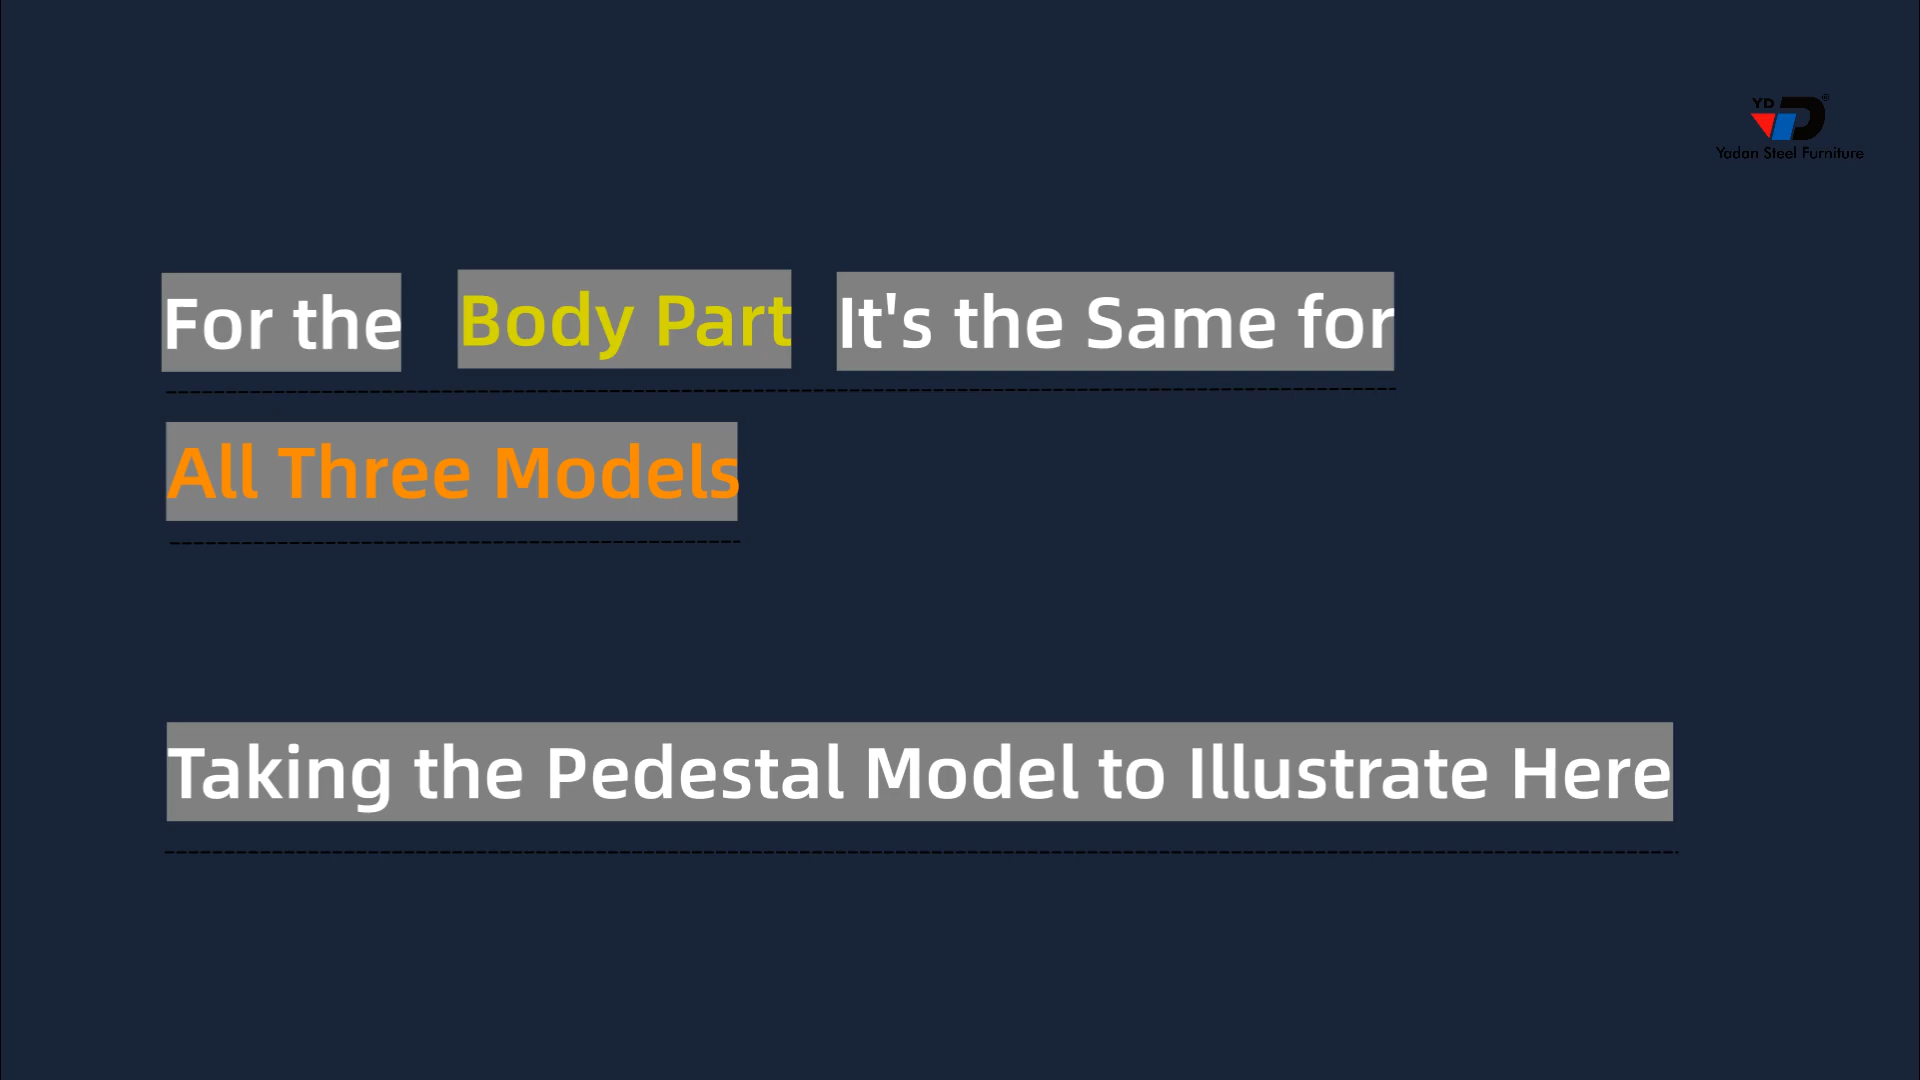 YD
®
Yadan Steel Furniture
For the Body Part It's the Same for
All Three Models
Taking the Pedestal Model to Illustrate Here